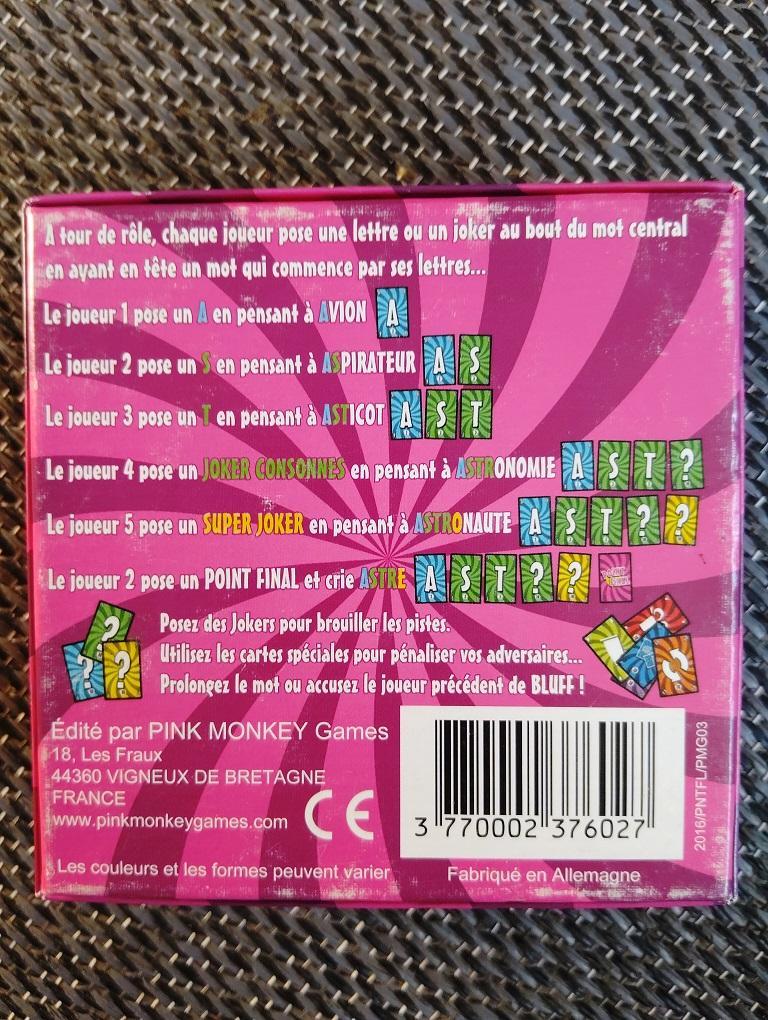 A tour de rôle, chaque joueur pose une lettre ou un joker au bout du mot central
en ayant en tête un mot qui commence par ses lettres...
Le joueur 1 pose un A en pensant à AVION A
Le joueur 2 pose un S en pensant à ASPIRATEUR A S
Le joueur 3 pose un T en pensant à ASTICOT A S T
Le joueur 4 pose un JOKER CONSONNES en pensant à ASTRONOMIE A S T ?
Le joueur 5 pose un SUPER JOKER en pensant à ASTRONAUTE A S T ? ?
Le joueur 2 pose un POINT FINAL et crie ASTRE A S T ? ?
? ? ?
Posez des Jokers pour brouiller les pistes.
Utilisez les cartes spéciales pour pénaliser vos adversaires...
Prolongez le mot ou accusez le joueur précédent de BLUFF !
Édité par PINK MONKEY Games
18, Les Fraux
44360 VIGNEUX DE BRETAGNE
FRANCE
www.pinkmonkeygames.com
CE
3 770002 376027
2016/PNTFL/PMG03
Les couleurs et les formes peuvent varier
Fabriqué en Allemagne